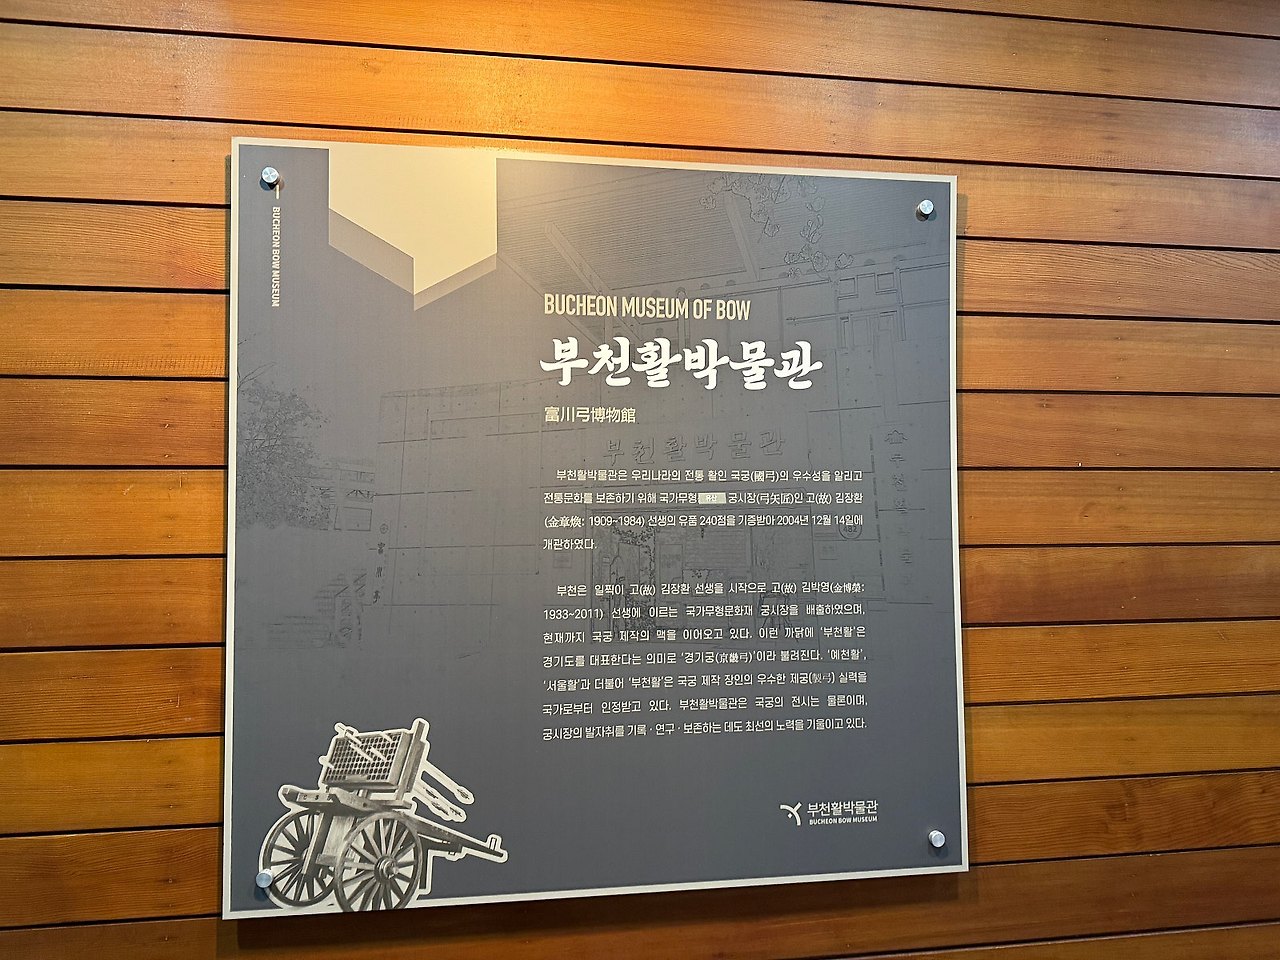 BUCHEON BOW MUSEUM
BUCHEON MUSEUM OF BOW
부천활박물관
富川弓博物館
부천활박물관
부천활박물관은 우리나라의 전통 활인 국궁(國弓)의 우수성을 알리고
전통문화를 보존하기 위해 국가무형유산 궁시장(弓矢匠)인 고(故) 김장환
(金章煥: 1909~1984) 선생의 유품 240점을 기증받아 2004년 12월 14일에
개관하였다.
부천은 일찍이 고(故) 김장환 선생을 시작으로 고(故) 김박영(金博榮:
1933~2011) 선생에 이르는 국가무형문화재 궁시장을 배출하였으며,
현재까지 국궁 제작의 맥을 이어오고 있다. 이런 까닭에 ‘부천활’은
경기도를 대표한다는 의미로 ‘경기궁(京畿弓)’이라 불려진다. ‘예천활’,
‘서울활’과 더불어 ‘부천활’은 국궁 제작 장인의 우수한 제궁(製弓) 실력을
국가로부터 인정받고 있다. 부천활박물관은 국궁의 전시는 물론이며,
궁시장의 발자취를 기록 · 연구 · 보존하는 데도 최선의 노력을 기울이고 있다.
부천활박물관
BUCHEON BOW MUSEUM